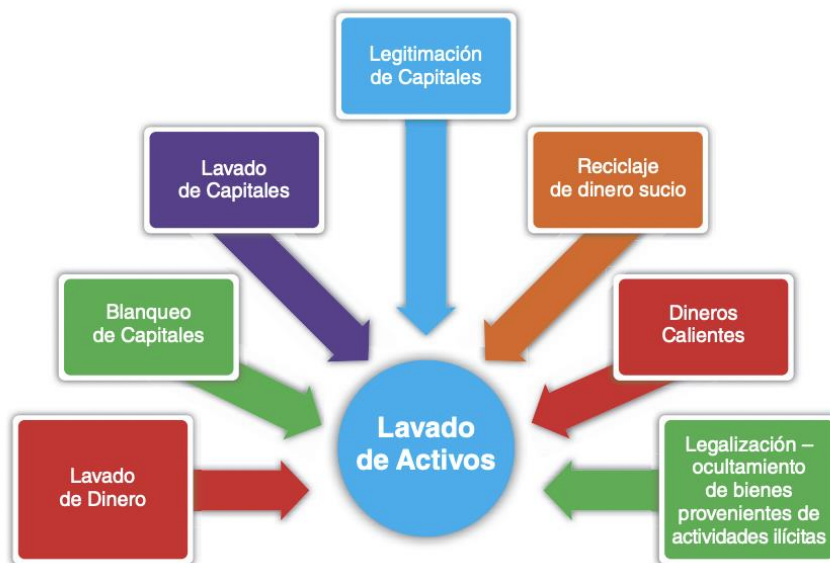 Legitimación
de Capitales
Lavado
de Capitales
Reciclaje
de dinero sucio
Blanqueo
de Capitales
Dineros
Calientes
Lavado
de Dinero
Lavado
de Activos
Legalización –
ocultamiento
de bienes
provenientes de
actividades ilícitas